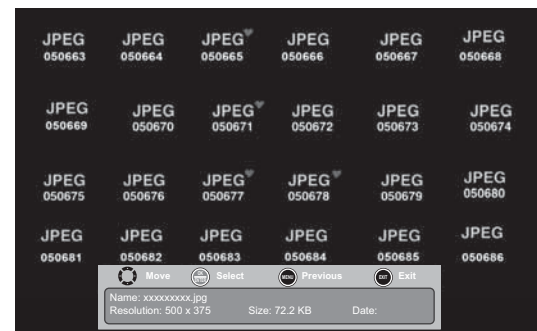 JPEG JPEG JPEG JPEG JPEG JPEG
050663 050664 050665 050666 050667 050668
JPEG JPEG JPEG JPEG JPEG JPEG
050669 050670 050671 050672 050673 050674
JPEG JPEG JPEG JPEG JPEG JPEG
050675 050676 050677 050678 050679 050680
JPEG JPEG JPEG JPEG JPEG JPEG
050681 050682 050683 050684 050685 050686
Move Select MENU Previous EXIT Exit
Name: xxxxxxxxx.jpg
Resolution: 500 x 375 Size: 72.2 KB Date: